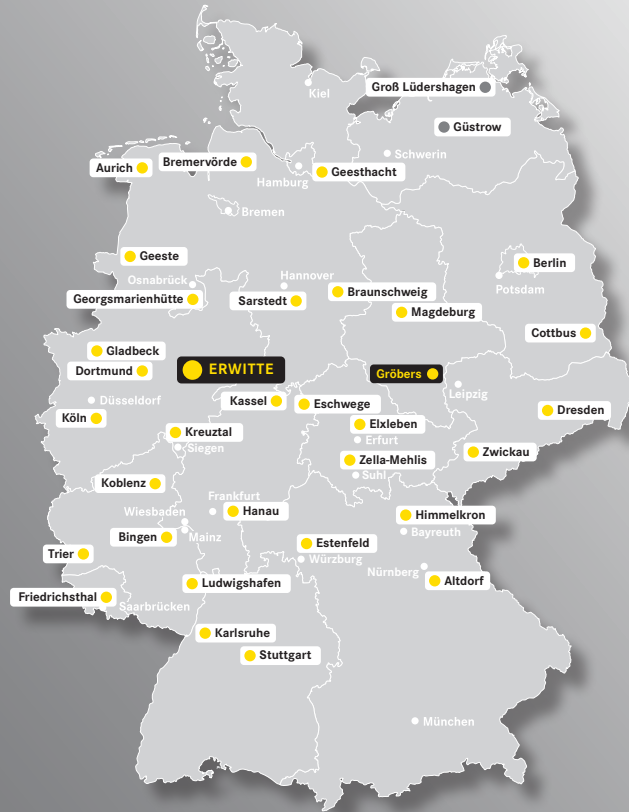 Groß Lüdershagen
Kiel
Güstrow
Schwerin
Bremervörde
Aurich
Geesthacht
Hamburg
Bremen
Geeste
Berlin
Osnabrück
Hannover
Potsdam
Georgsmarienhütte
Sarstedt
Braunschweig
Magdeburg
Cottbus
Gladbeck
Dortmund
ERWITTE
Gröbers
Leipzig
Düsseldorf
Kassel
Eschwege
Dresden
Köln
Elxleben
Kreuztal
Erfurt
Siegen
Zwickau
Zella-Mehlis
Suhl
Koblenz
Frankfurt
Wiesbaden
Hanau
Himmelkron
Bingen
Mainz
Bayreuth
Estenfeld
Trier
Würzburg
Nürnberg
Altdorf
Ludwigshafen
Friedrichsthal
Saarbrücken
Karlsruhe
Stuttgart
München